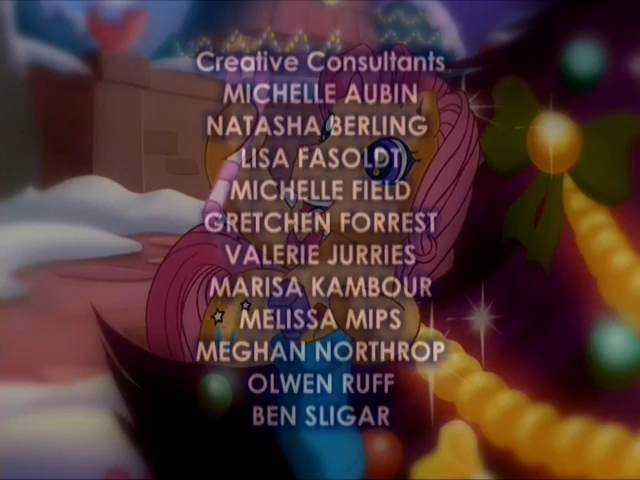 Creative Consultants
MICHELLE AUBIN
NATASHA BERLING
LISA FASOLDT
MICHELLE FIELD
GRETCHEN FORREST
VALERIE JURRIES
MARISA KAMBOUR
MELISSA MIPS
MEGHAN NORTHROP
OLWEN RUFF
BEN SLIGAR